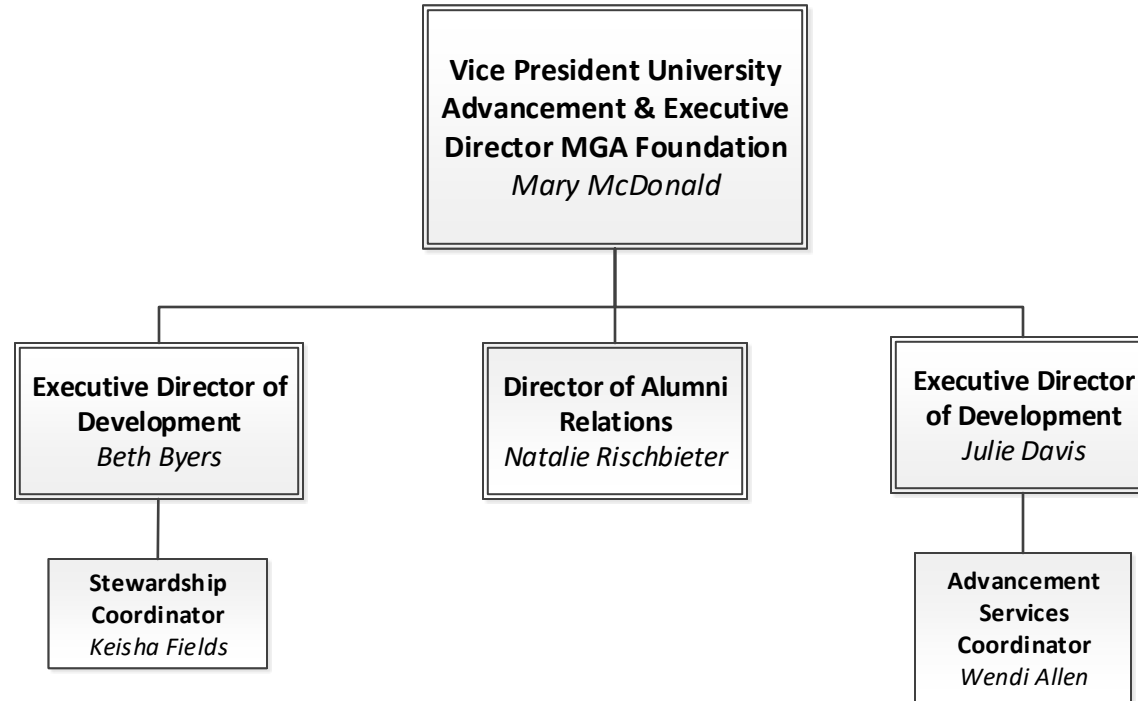 Vice President University
Advancement & Executive
Director MGA Foundation
Mary McDonald
Executive Director of
Development
Beth Byers
Director of Alumni
Relations
Natalie Rischbieter
Executive Director
of Development
Julie Davis
Stewardship
Coordinator
Keisha Fields
Advancement
Services
Coordinator
Wendi Allen